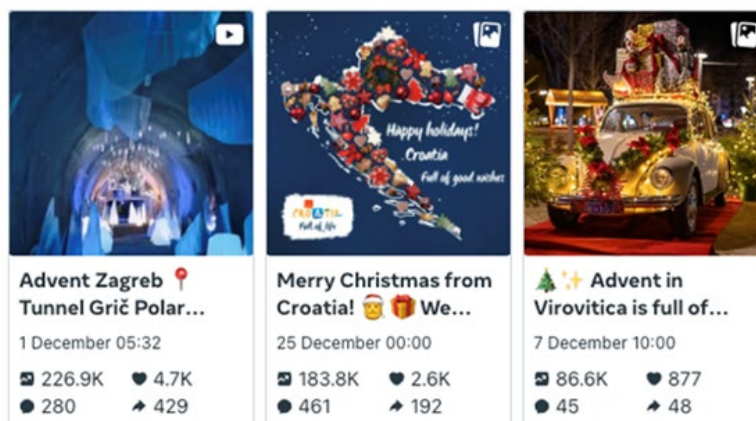 Happy holidays!
Croatia
Full of good wishes
CROATIA
Full of life
Advent Zagreb 📍
Tunnel Grič Polar...
1 December 05:32
226.9K 4.7K
280 429
Merry Christmas from
Croatia! 🎅 🎁 We...
25 December 00:00
183.8K 2.6K
461 192
🎄✨ Advent in
Virovitica is full of...
7 December 10:00
86.6K 877
45 48